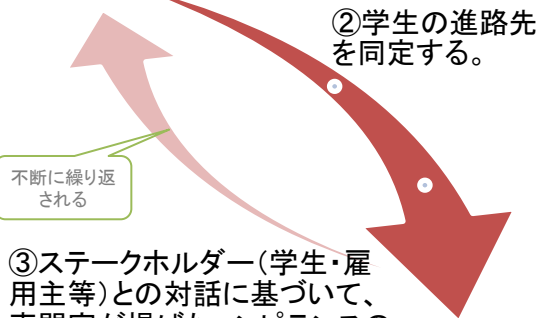 ②学生の進路先
を同定する。
不断に繰り返
される
③ステークホルダー(学生・雇
用主等)との対話に基づいて、